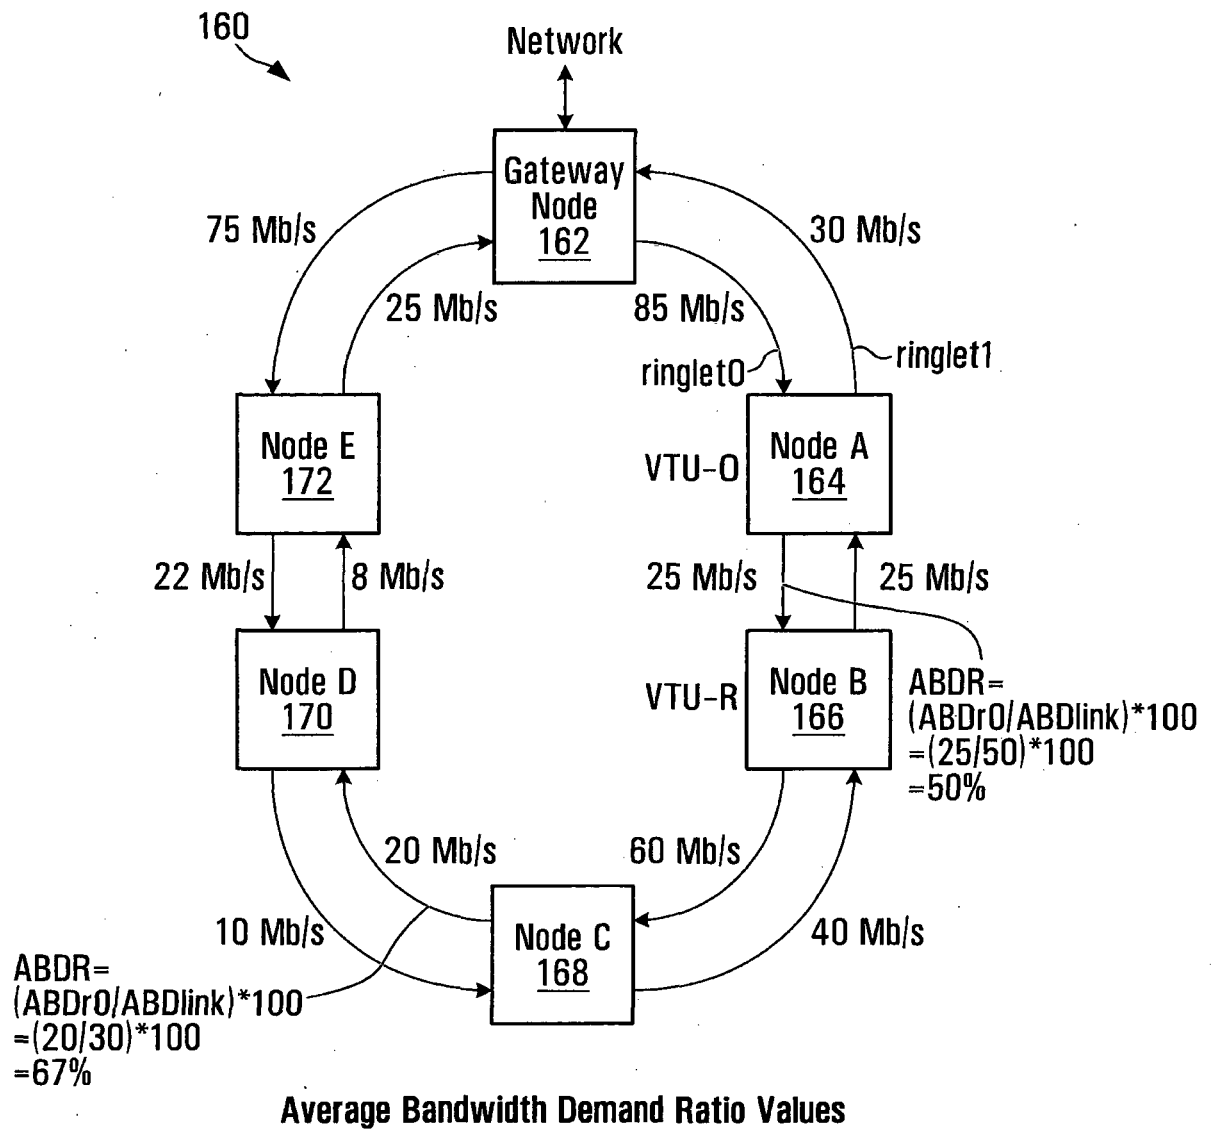 160
Network
Gateway
Node
162
75 Mb/s
30 Mb/s
25 Mb/s
85 Mb/s
ringlet0
ringlet1
Node E
172
VTU-O
Node A
164
22 Mb/s
8 Mb/s
25 Mb/s
25 Mb/s
Node D
170
VTU-R
Node B
166
ABDR=
(ABDr0/ABDlink)*100
=(25/50)*100
=50%
20 Mb/s
60 Mb/s
10 Mb/s
Node C
168
40 Mb/s
ABDR=
(ABDr0/ABDlink)*100
=(20/30)*100
=67%
Average Bandwidth Demand Ratio Values